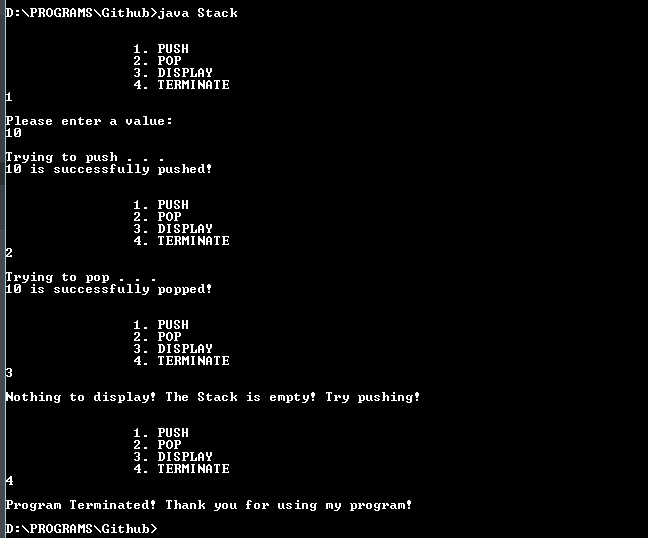 D:\PROGRAMS\Github>java Stack
1. PUSH
2. POP
3. DISPLAY
4. TERMINATE
1
Please enter a value:
10
Trying to push . . .
10 is successfully pushed!
1. PUSH
2. POP
3. DISPLAY
4. TERMINATE
2
Trying to pop . . .
10 is successfully popped!
1. PUSH
2. POP
3. DISPLAY
4. TERMINATE
3
Nothing to display! The Stack is empty! Try pushing!
1. PUSH
2. POP
3. DISPLAY
4. TERMINATE
4
Program Terminated! Thank you for using my program!
D:\PROGRAMS\Github>